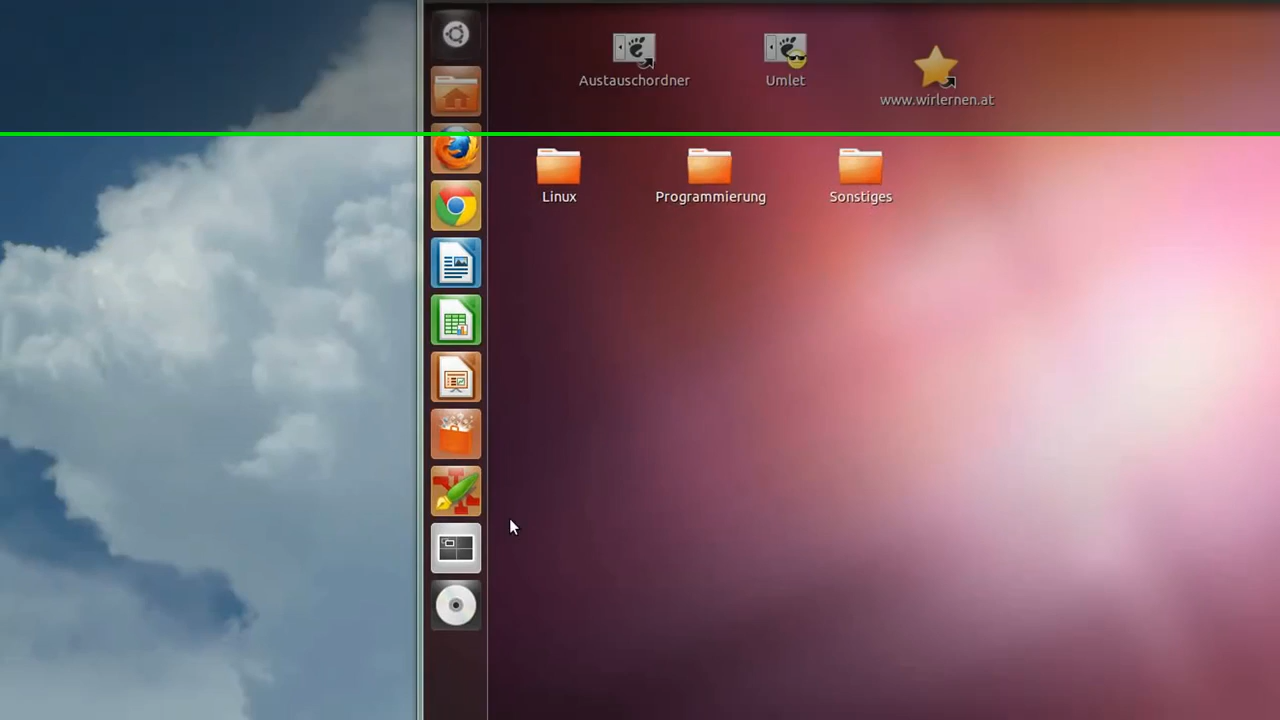 Austauschordner
Umlet
www.wirlernen.at
Linux
Programmierung
Sonstiges